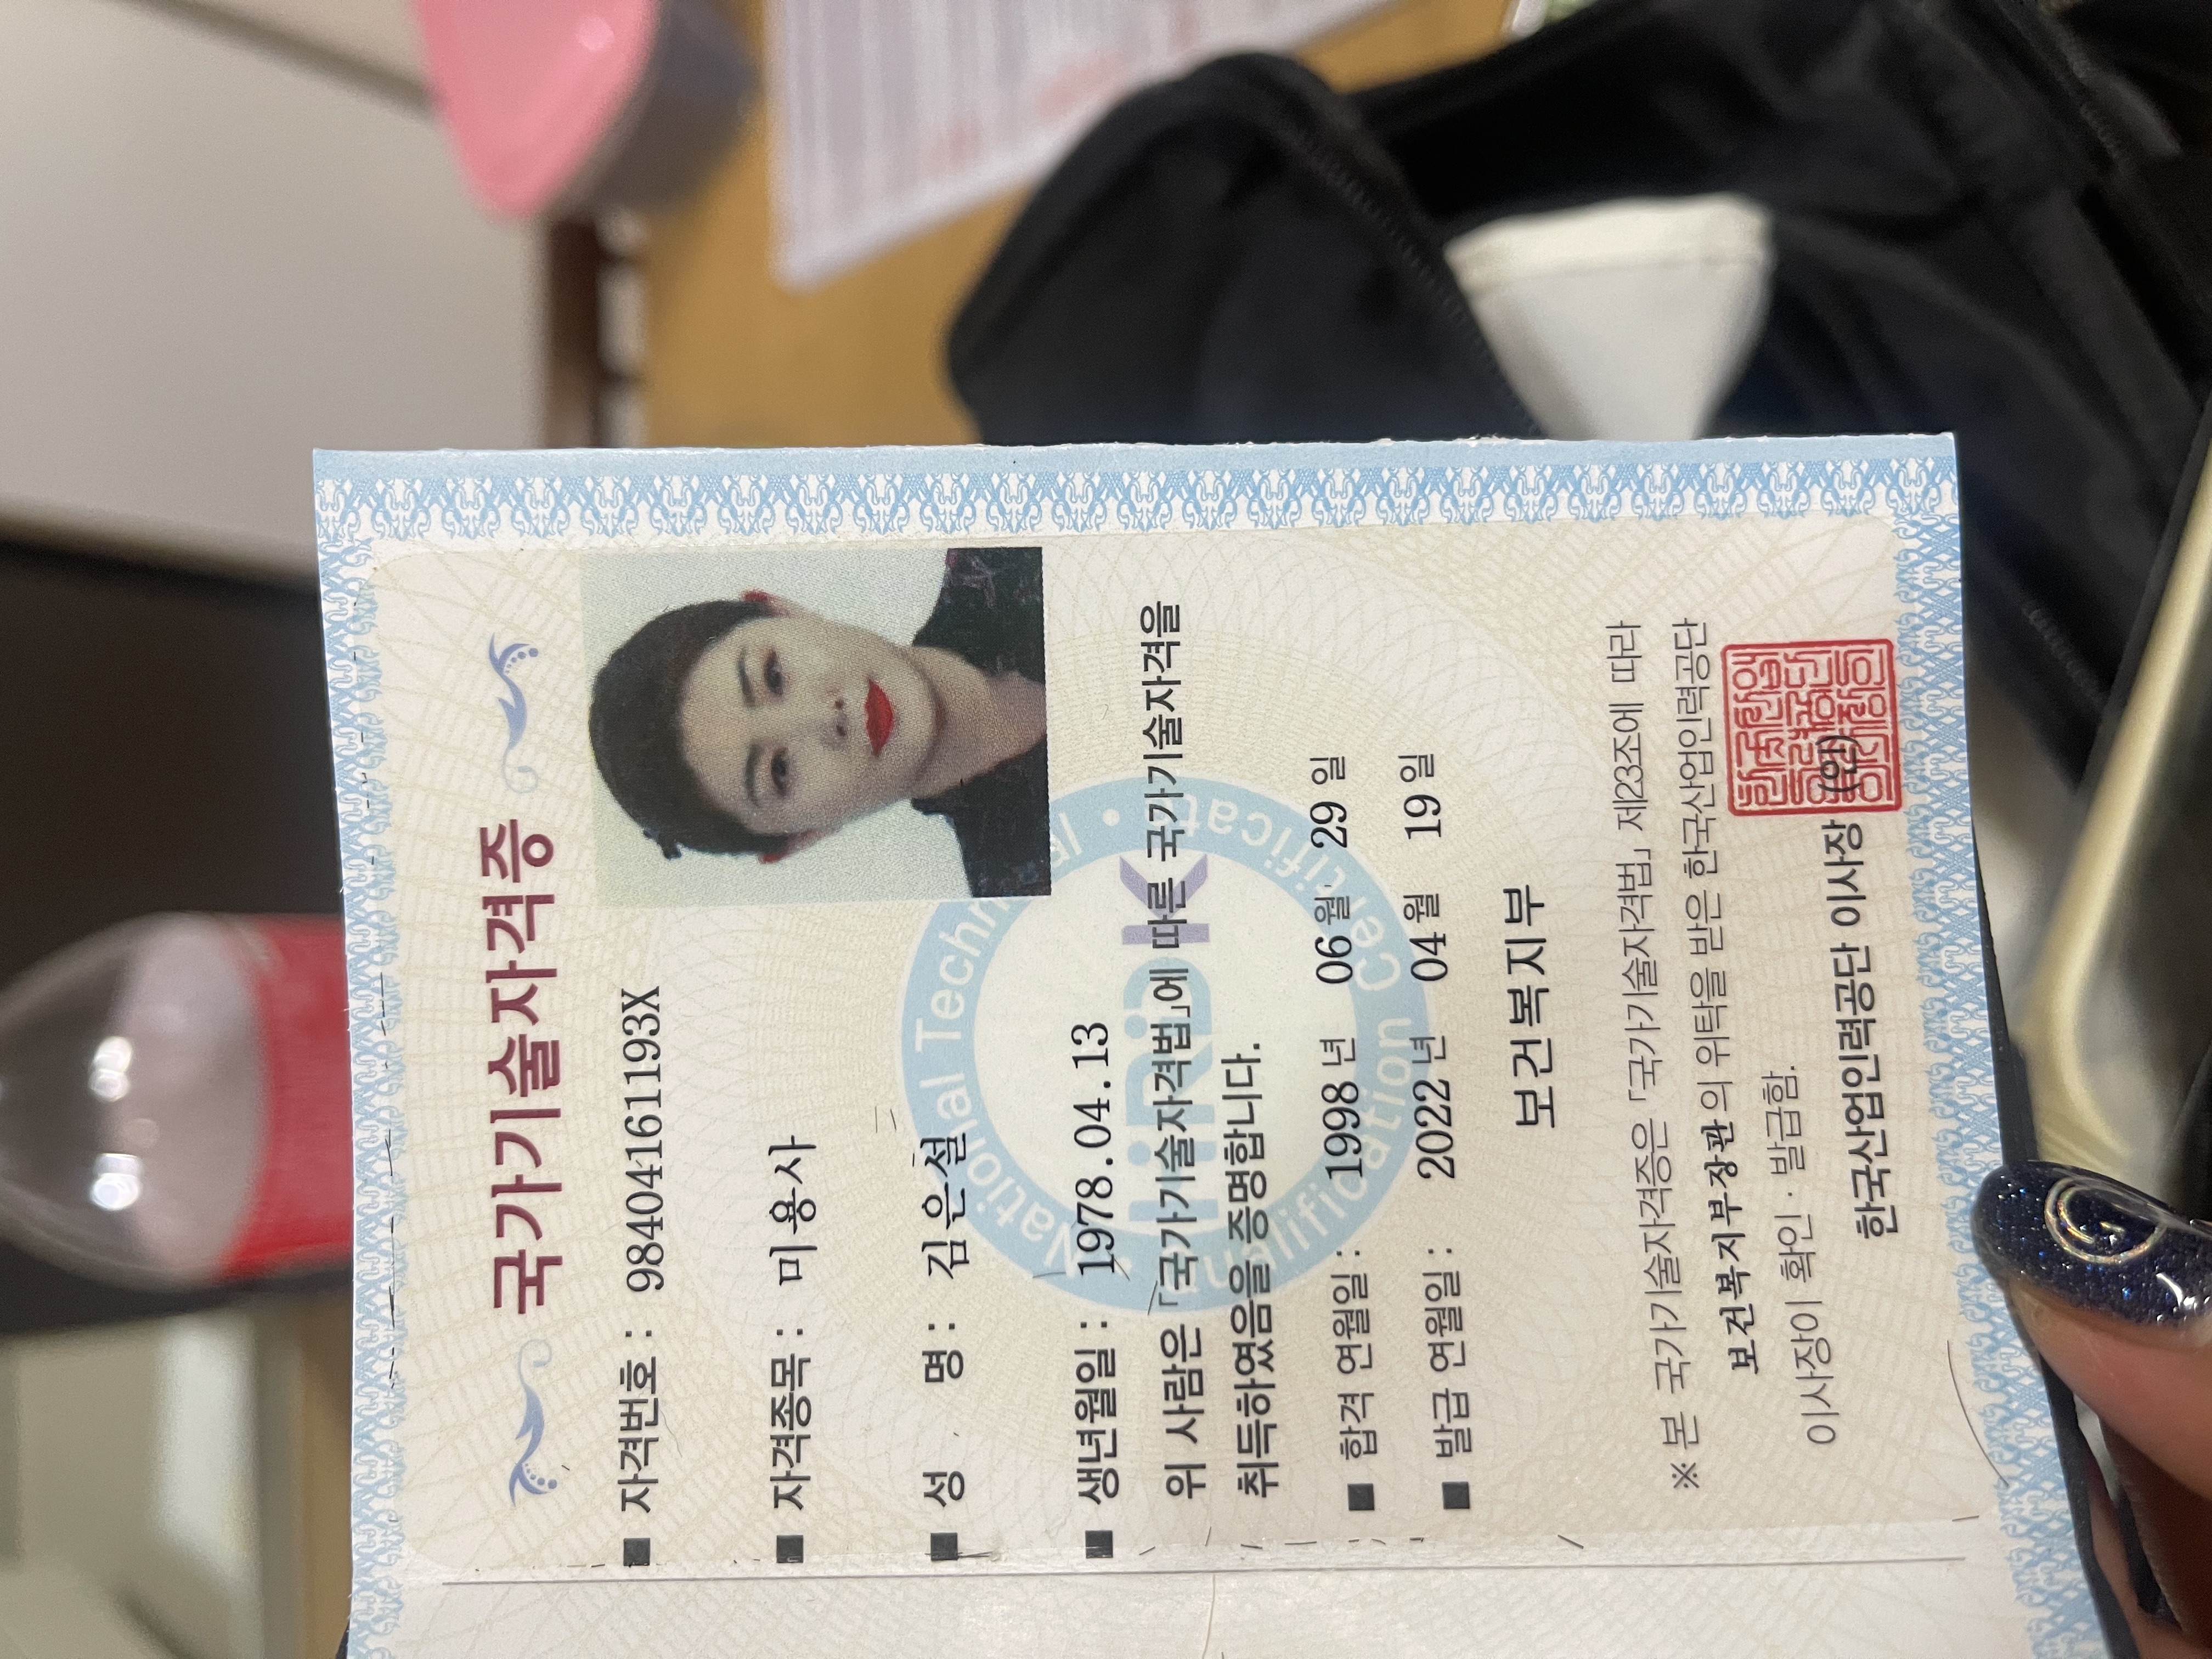 국가기술자격증
■ 자격번호 : 98404161193X
■ 자격종목 : 미용사
■ 성 명 : 김은설
■ 생년월일 : 1978.04.13
위 사람은 「국가기술자격법」에 따른 국가기술자격을
취득하였음을 증명합니다.
■ 합격 연월일 : 1998 년 06 월 29 일
■ 발급 연월일 : 2022 년 04 월 19 일
보건복지부
※ 본 국가기술자격증은 「국가기술자격법」 제23조에 따라
보건복지부장관의 위탁을 받은 한국산업인력공단
이사장이 확인 · 발급함.
한국산업인력공단 이사장 (인)
National Techn
Qualification Certificat
HRDK